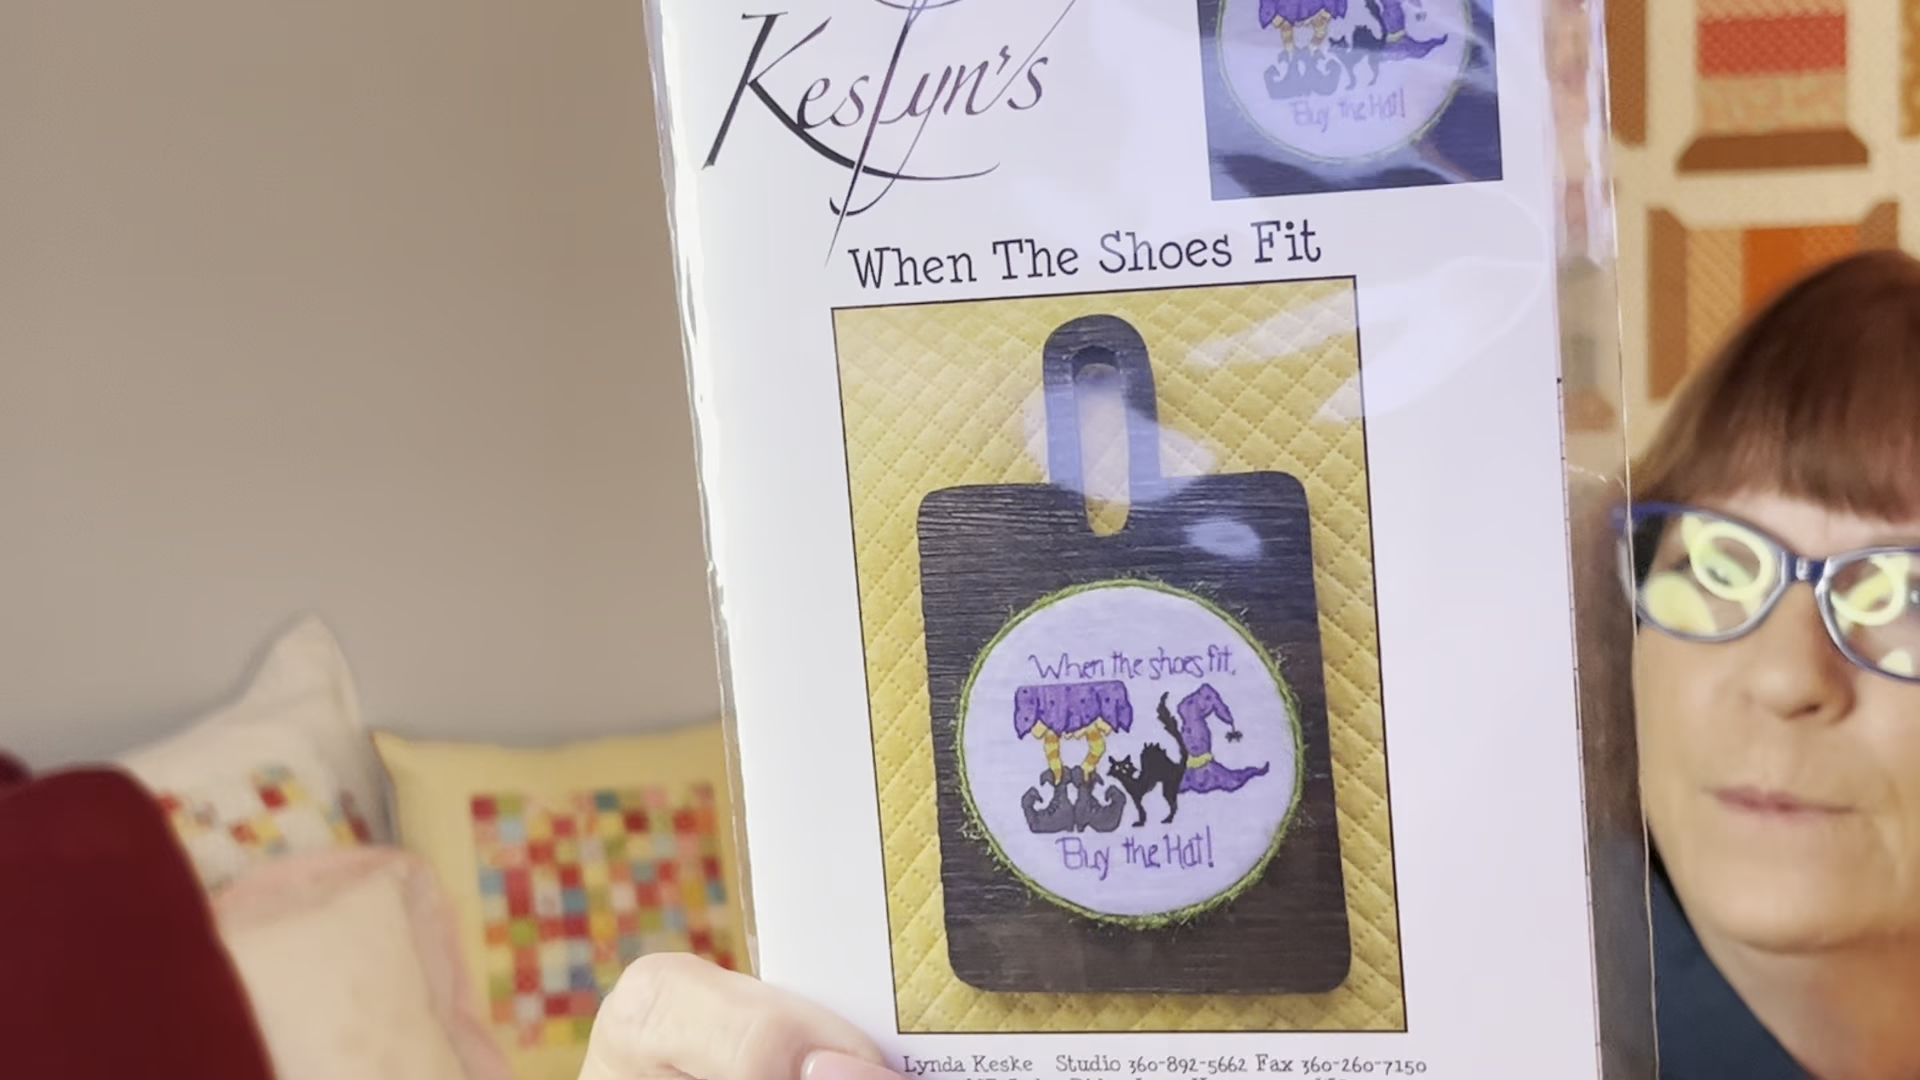 Keslyn's
Buy the Hat!
When The Shoes Fit
When the shoes fit,
Buy the Hat!
Lynda Keske Studio 360-892-5662 Fax 360-260-7150